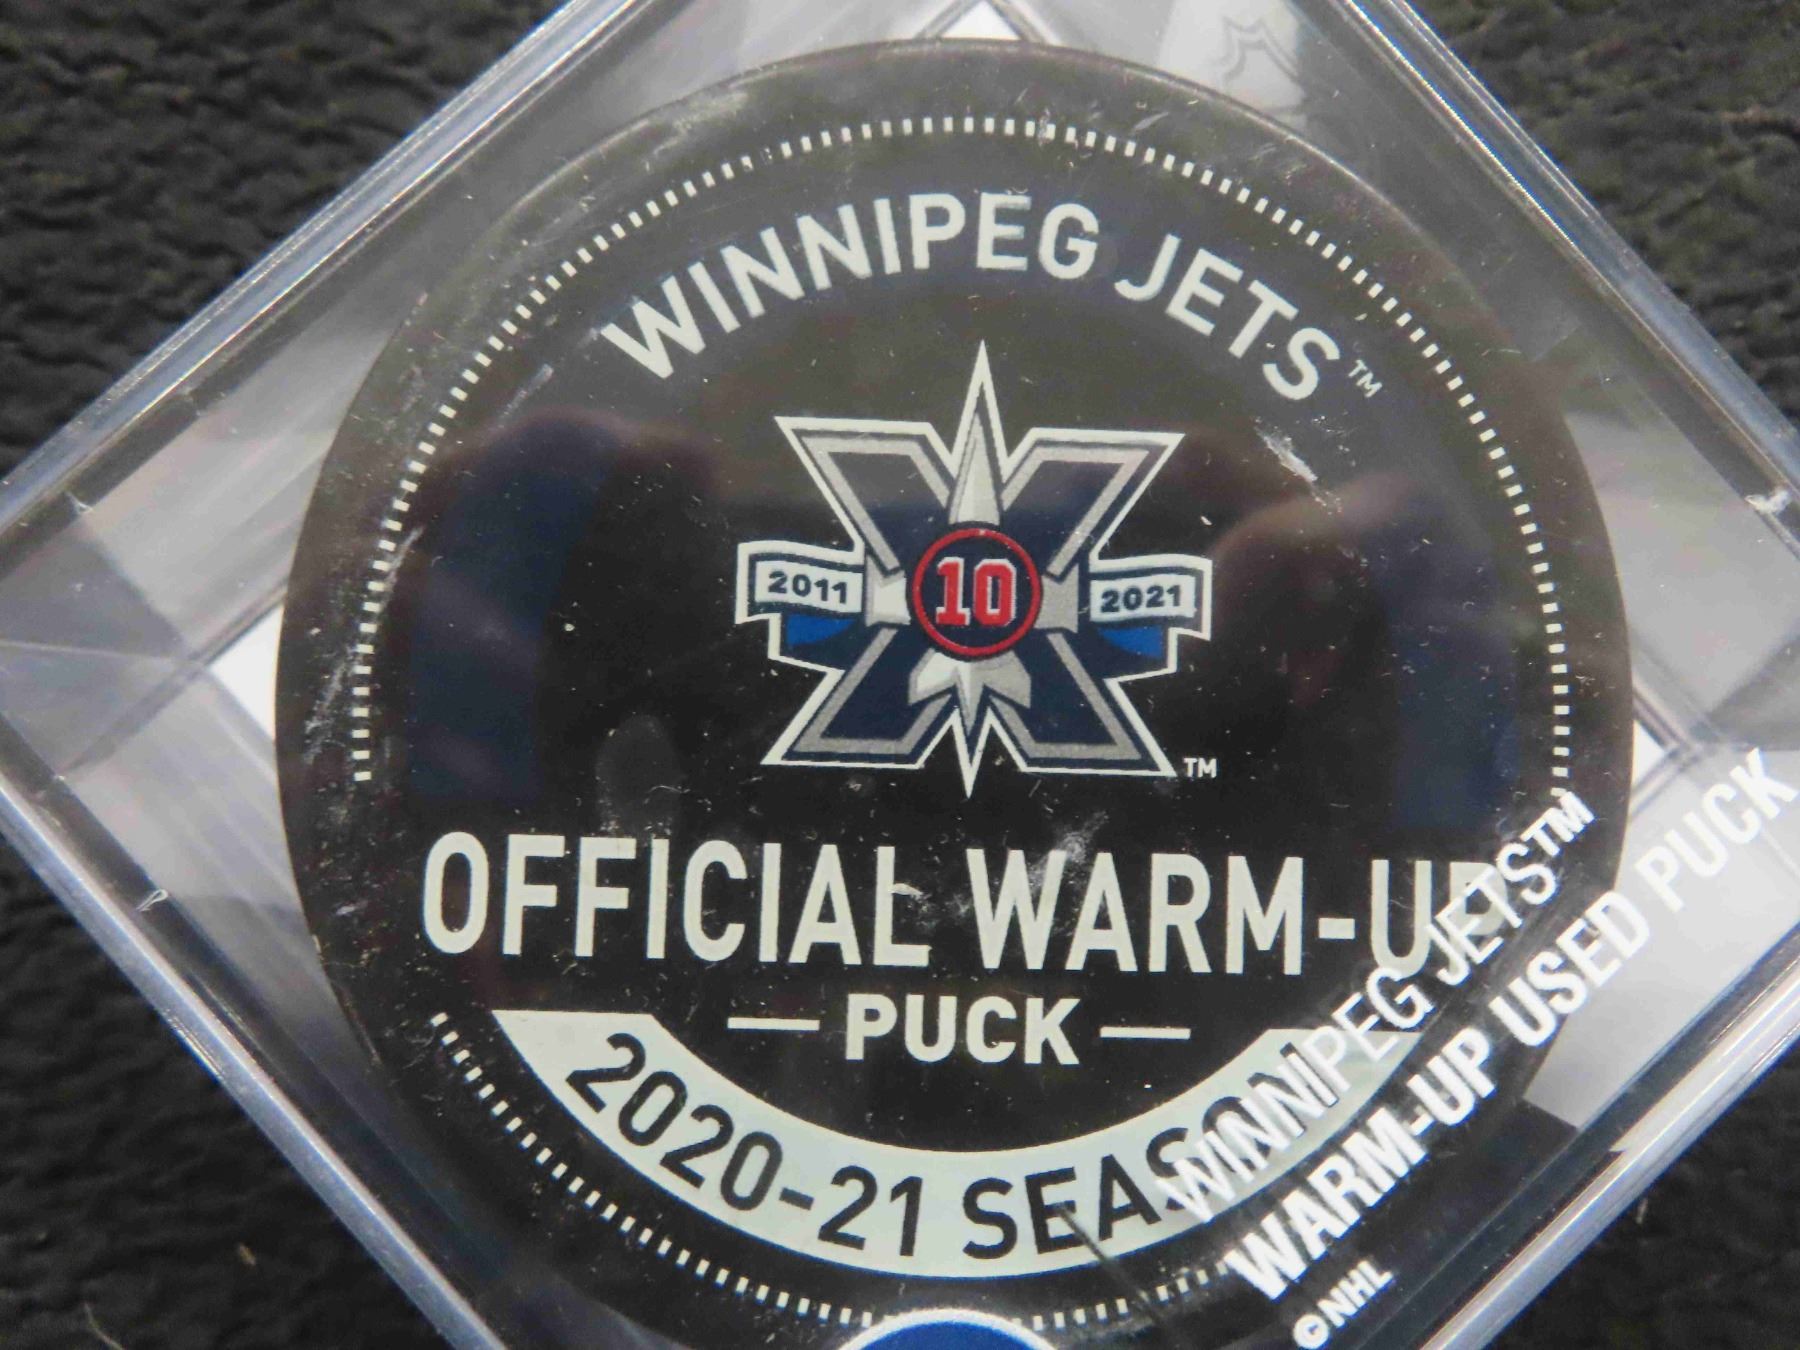 WINNIPEG JETS™
2011 10 2021
™
OFFICIAL WARM-UP
— PUCK —
2020-21 SEASON
WINNIPEG JETS™
WARM-UP USED PUCK
©NHL